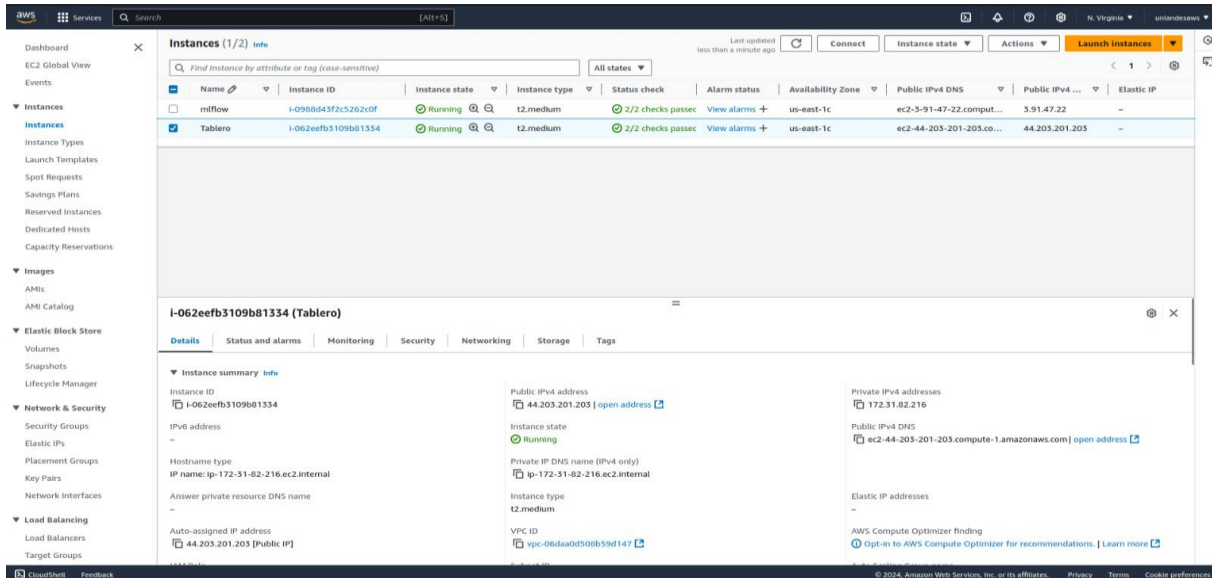 aws Services Search [Alt+S] N. Virginia uniandesaws
Dashboard
EC2 Global View
Events
Instances
Instances
Instance Types
Launch Templates
Spot Requests
Savings Plans
Reserved Instances
Dedicated Hosts
Capacity Reservations
Images
AMIs
AMI Catalog
Elastic Block Store
Volumes
Snapshots
Lifecycle Manager
Network & Security
Security Groups
Elastic IPs
Placement Groups
Key Pairs
Network Interfaces
Load Balancing
Load Balancers
Target Groups
Instances (1/2) Info
Last updated
less than a minute ago
Connect Instance state Actions Launch instances
Find Instance by attribute or tag (case-sensitive) All states 1
Name Instance ID Instance state Instance type Status check Alarm status Availability Zone Public IPv4 DNS Public IPv4 ... Elastic IP
mlflow i-0988d43f2c5262c0f Running t2.medium 2/2 checks passec View alarms + us-east-1c ec2-3-91-47-22.comput... 3.91.47.22 –
Tablero i-062eefb3109b81334 Running t2.medium 2/2 checks passec View alarms + us-east-1c ec2-44-203-201-203.co... 44.203.201.203 –
i-062eefb3109b81334 (Tablero)
Details Status and alarms Monitoring Security Networking Storage Tags
Instance summary Info
Instance ID
i-062eefb3109b81334
Public IPv4 address
44.203.201.203 | open address
Private IPv4 addresses
172.31.82.216
IPv6 address
–
Instance state
Running
Public IPv4 DNS
ec2-44-203-201-203.compute-1.amazonaws.com | open address
Hostname type
IP name: ip-172-31-82-216.ec2.internal
Private IP DNS name (IPv4 only)
ip-172-31-82-216.ec2.internal
Answer private resource DNS name
–
Instance type
t2.medium
Elastic IP addresses
–
Auto-assigned IP address
44.203.201.203 [Public IP]
VPC ID
vpc-06daa0d508b59d147
AWS Compute Optimizer finding
Opt-in to AWS Compute Optimizer for recommendations. | Learn more
CloudShell Feedback © 2024, Amazon Web Services, Inc. or its affiliates. Privacy Terms Cookie preferences